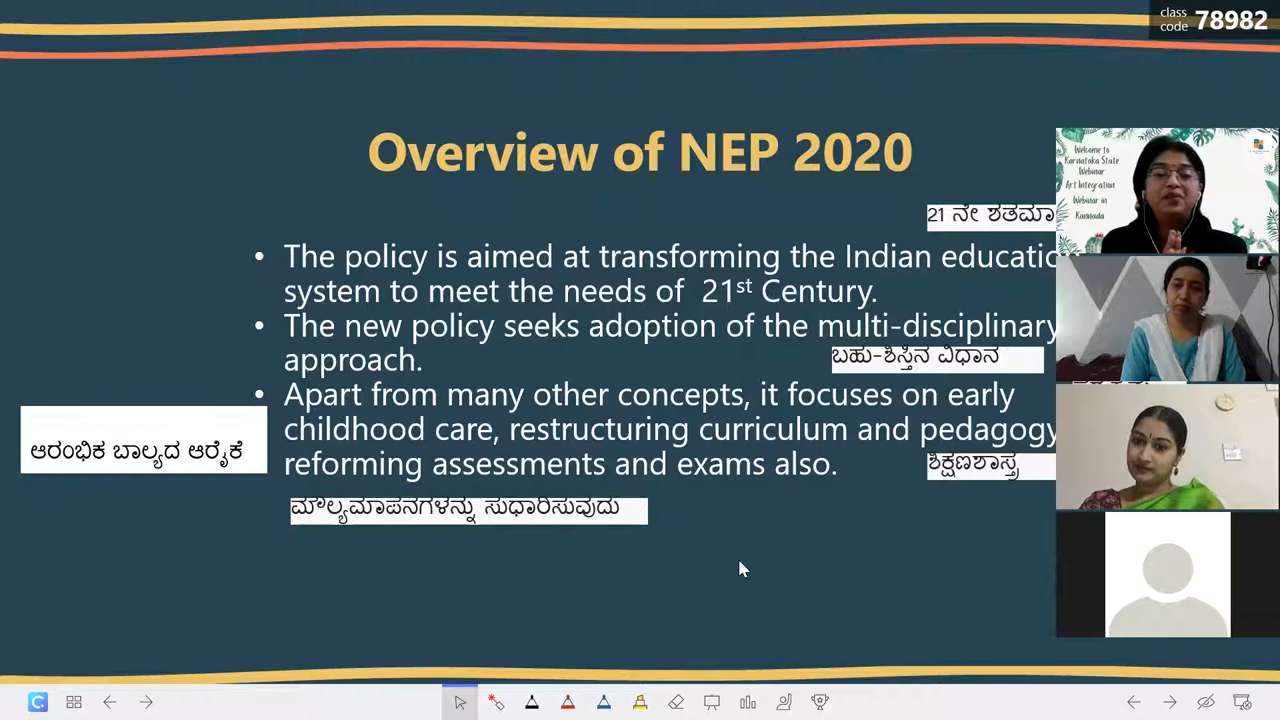 class
code 78982
Overview of NEP 2020
21 ನೇ ಶತಮಾ
• The policy is aimed at transforming the Indian educatio
system to meet the needs of 21st Century.
• The new policy seeks adoption of the multi-disciplinary
approach.
ಬಹು-ಶಿಸ್ತಿನ ವಿಧಾನ
• Apart from many other concepts, it focuses on early
childhood care, restructuring curriculum and pedagogy
reforming assessments and exams also.
ಆರಂಭಿಕ ಬಾಲ್ಯದ ಆರೈಕೆ
ಶಿಕ್ಷಣಶಾಸ್ತ್ರ
ಮೌಲ್ಯಮಾಪನಗಳನ್ನು ಸುಧಾರಿಸುವುದು
Welcome to
Karnataka State
Webinar
Art Integration
Webinar in
Kannada